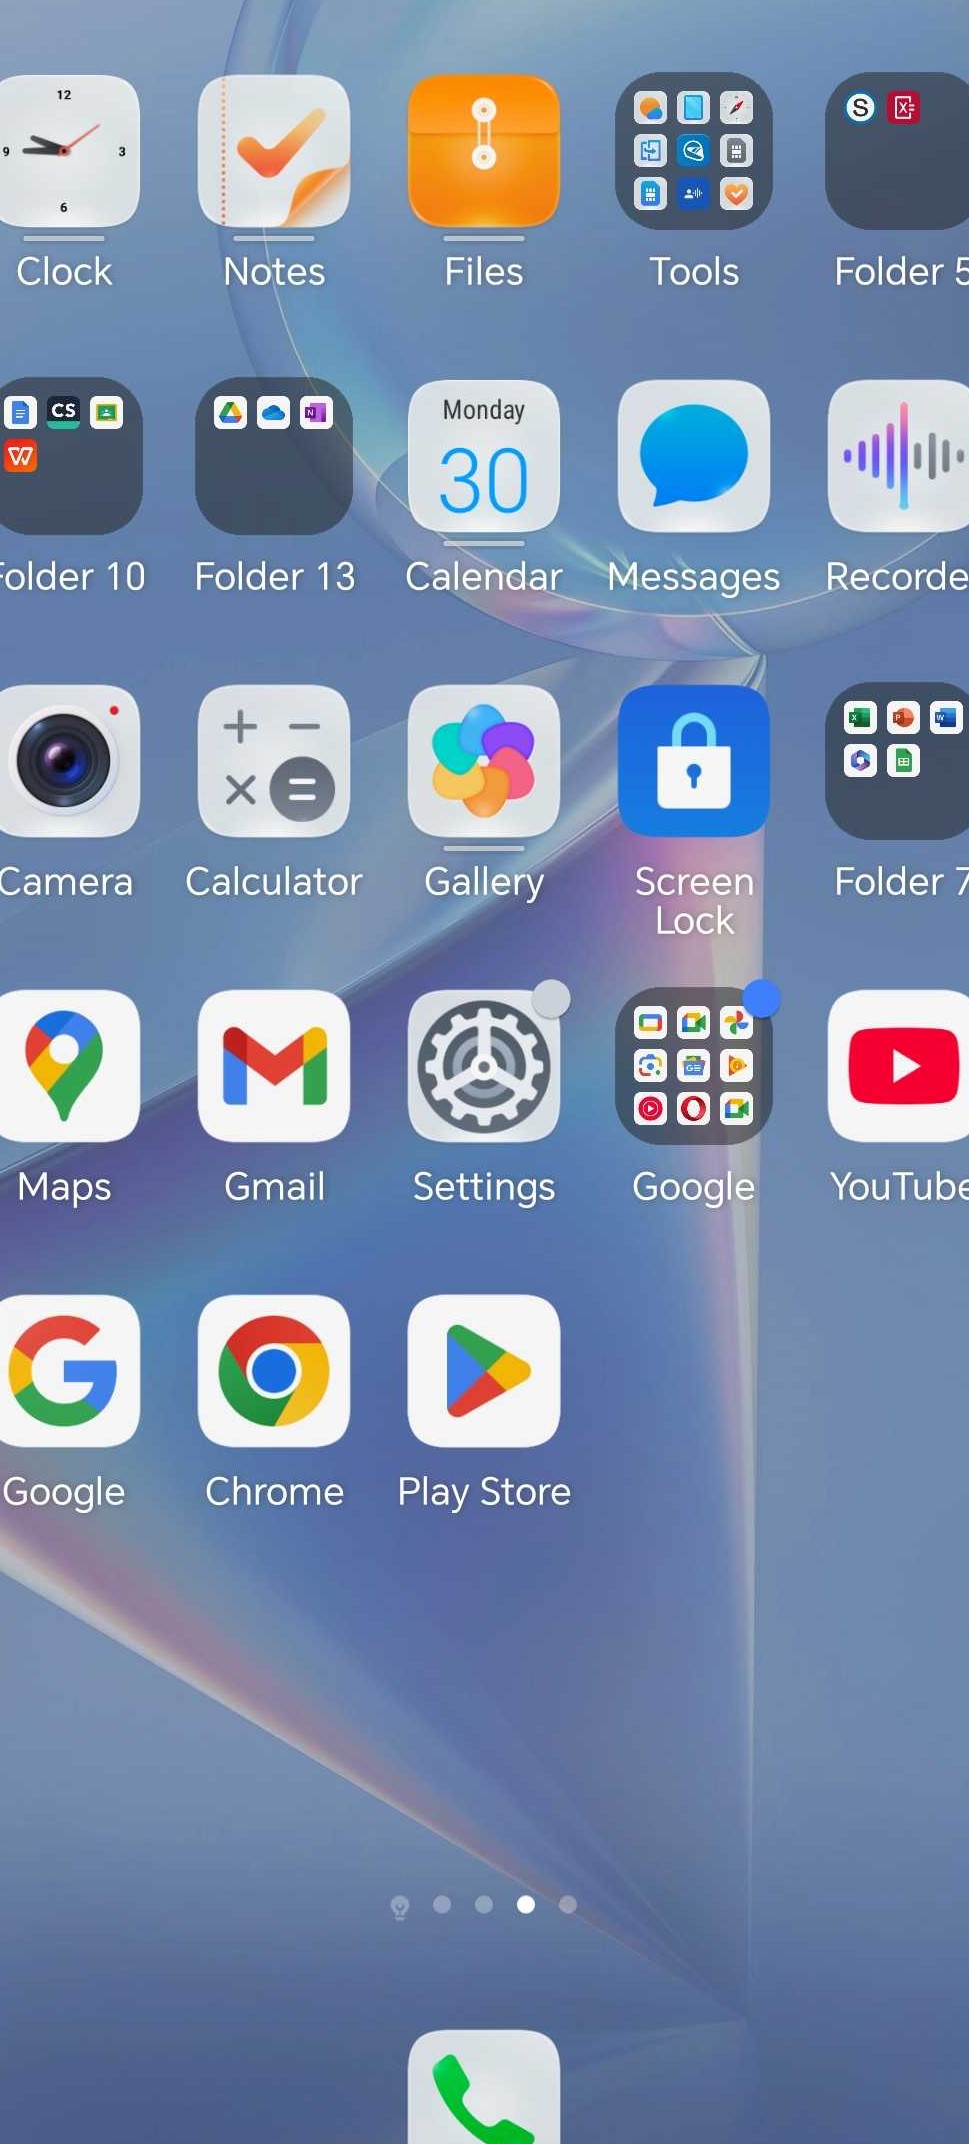 12
9
3
6
Clock
Notes
Files
Tools
S
Folder 5
CS
W
Folder 10
Folder 13
Monday
30
Calendar
Messages
Recorde
Camera
Calculator
Gallery
Screen
Lock
Folder 7
Maps
Gmail
Settings
Google
YouTube
Google
Chrome
Play Store